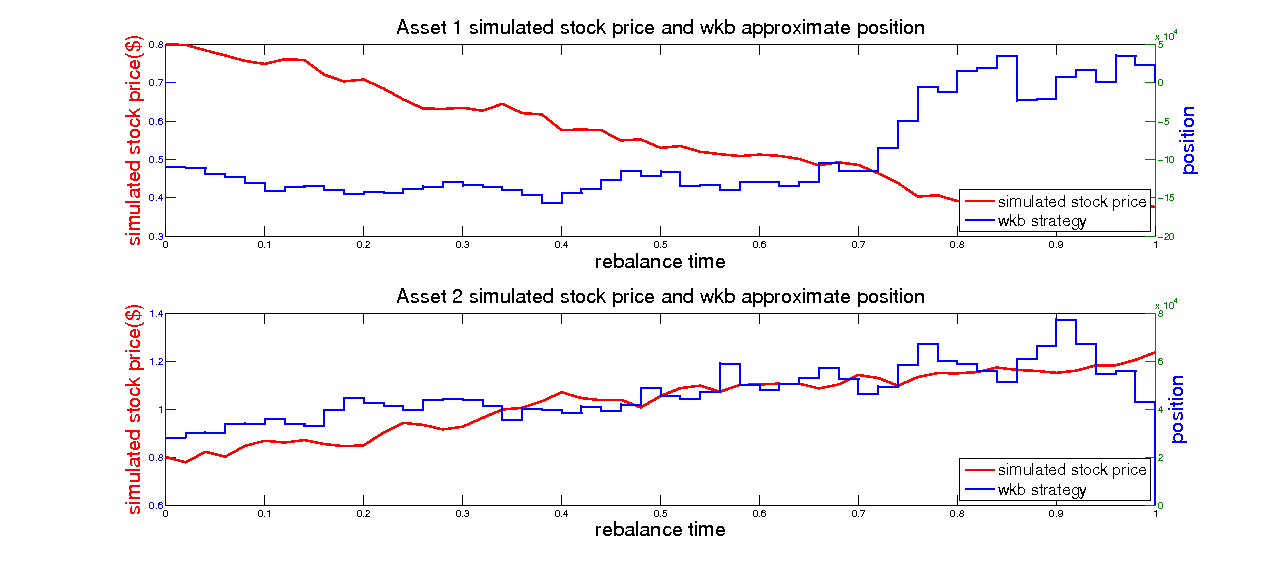 Asset 1 simulated stock price and wkb approximate position
x 10^4
simulated stock price($)
0.8
0.7
0.6
0.5
0.4
0.3
5
0
-5
-10
-15
-20
position
simulated stock price
wkb strategy
0 0.1 0.2 0.3 0.4 0.5 0.6 0.7 0.8 0.9 1
rebalance time
Asset 2 simulated stock price and wkb approximate position
x 10^4
simulated stock price($)
1.4
1.2
1
0.8
0.6
8
6
4
2
0
position
simulated stock price
wkb strategy
0 0.1 0.2 0.3 0.4 0.5 0.6 0.7 0.8 0.9 1
rebalance time